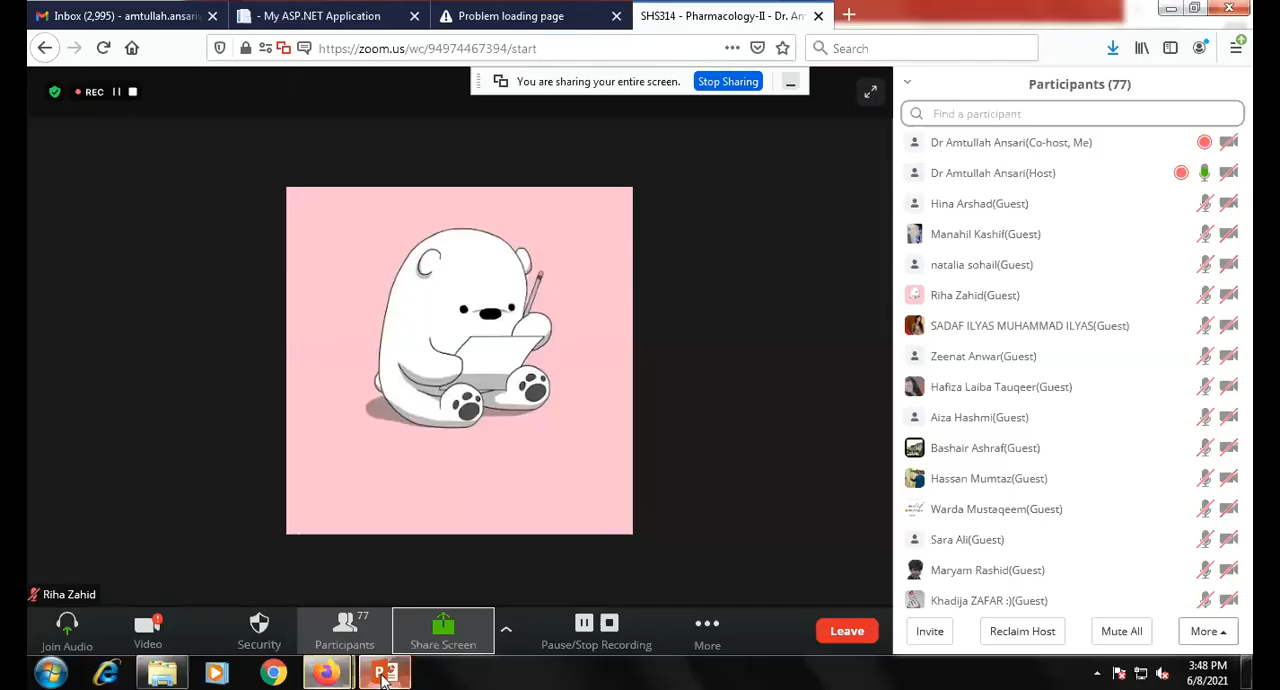 Inbox (2,995) - amtullah.ansari
- My ASP.NET Application
Problem loading page
SHS314 - Pharmacology-II - Dr. Am
https://zoom.us/wc/94974467394/start
Search
You are sharing your entire screen.
Stop Sharing
REC
Participants (77)
Find a participant
Dr Amtullah Ansari(Co-host, Me)
Dr Amtullah Ansari(Host)
Hina Arshad(Guest)
Manahil Kashif(Guest)
natalia sohail(Guest)
Riha Zahid(Guest)
SADAF ILYAS MUHAMMAD ILYAS(Guest)
Zeenat Anwar(Guest)
Hafiza Laiba Tauqeer(Guest)
Aiza Hashmi(Guest)
Bashair Ashraf(Guest)
Hassan Mumtaz(Guest)
Warda Mustaqeem(Guest)
Sara Ali(Guest)
Maryam Rashid(Guest)
Khadija ZAFAR :)(Guest)
Riha Zahid
Join Audio
Video
Security
77
Participants
Share Screen
Pause/Stop Recording
More
Leave
Invite
Reclaim Host
Mute All
More
3:48 PM
6/8/2021